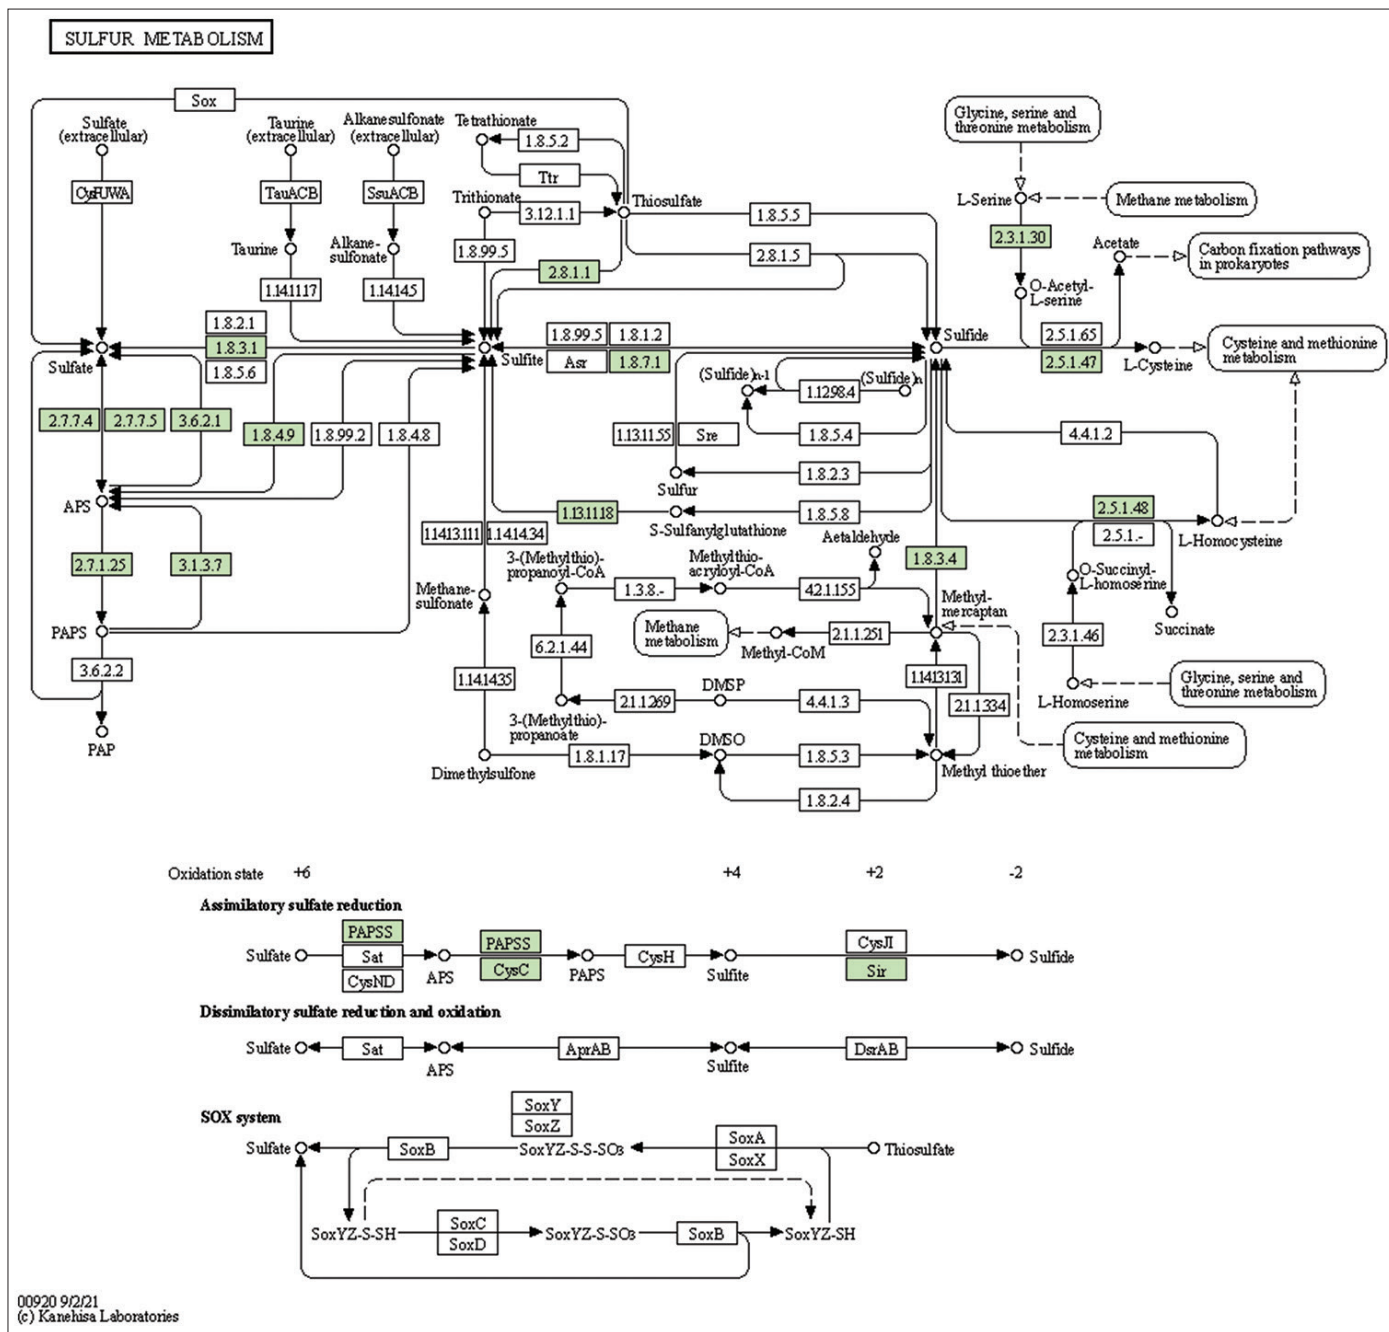 SULFUR METABOLISM
Sox
Sulfate
(extracellular)
Taurine
(extracellular)
Alkanesulfonate
(extracellular)
Tetrathionate
1.8.5.2
Ttr
Glycine, serine and
threonine metabolism
CysPUWA
TauACB
SsuACB
Trithionate
3.12.1.1
Thiosulfate
1.8.5.5
L-Serine
Methane metabolism
Taurine
Alkane-
sulfonate
1.8.99.5
2.8.1.1
2.8.1.5
2.3.1.30
Acetate
Carbon fixation pathways
in prokaryotes
1.14.11.17
1.14.14.5
O-Acetyl-
L-serine
1.8.2.1
1.8.3.1
1.8.5.6
Sulfate
Sulfite
1.8.99.5
1.8.1.2
Asr
1.8.7.1
Sulfide
2.5.1.65
2.5.1.47
L-Cysteine
Cysteine and methionine
metabolism
(Sulfide)n-1
1.12.98.4
(Sulfide)n
2.7.7.4
2.7.7.5
3.6.2.1
1.8.4.9
1.8.99.2
1.8.4.8
1.13.11.55
Sre
1.8.5.4
4.4.1.2
Sulfur
1.8.2.3
APS
1.13.11.18
S-Sulfanylglutathione
1.8.5.8
2.5.1.48
2.5.1.-
L-Homocysteine
1.14.13.111
1.14.14.34
2.7.1.25
3.1.3.7
3-(Methylthio)-
propanoyl-CoA
Methylthio-
acryloyl-CoA
Aetaldehyde
1.8.3.4
O-Succinyl-
L-homoserine
Methane-
sulfonate
1.3.8.-
4.2.1.155
Methyl-
mercaptan
Succinate
PAPS
Methane
metabolism
Methyl-CoM
2.1.1.251
2.3.1.46
3.6.2.2
6.2.1.44
1.14.14.35
1.14.13.131
L-Homoserine
Glycine, serine and
threonine metabolism
DMSP
2.1.1.269
4.4.1.3
2.1.1.334
3-(Methylthio)-
propanoate
PAP
DMSO
Cysteine and methionine
metabolism
Dimethylsulfone
1.8.1.17
1.8.5.3
Methyl thioether
1.8.2.4
Oxidation state +6 +4 +2 -2
Assimilatory sulfate reduction
PAPSS
PAPSS
CysJI
Sulfate
Sat
APS
CysC
PAPS
CysH
Sulfite
Sir
Sulfide
CysND
Dissimilatory sulfate reduction and oxidation
Sulfate
Sat
APS
AprAB
Sulfite
DsrAB
Sulfide
SOX system
SoxY
SoxZ
Sulfate
SoxB
SoxYZ-S-S-SO3
SoxA
SoxX
Thiosulfate
SoxYZ-S-SH
SoxC
SoxD
SoxYZ-S-SO3
SoxB
SoxYZ-SH
00920 9/2/21
(c) Kanehisa Laboratories